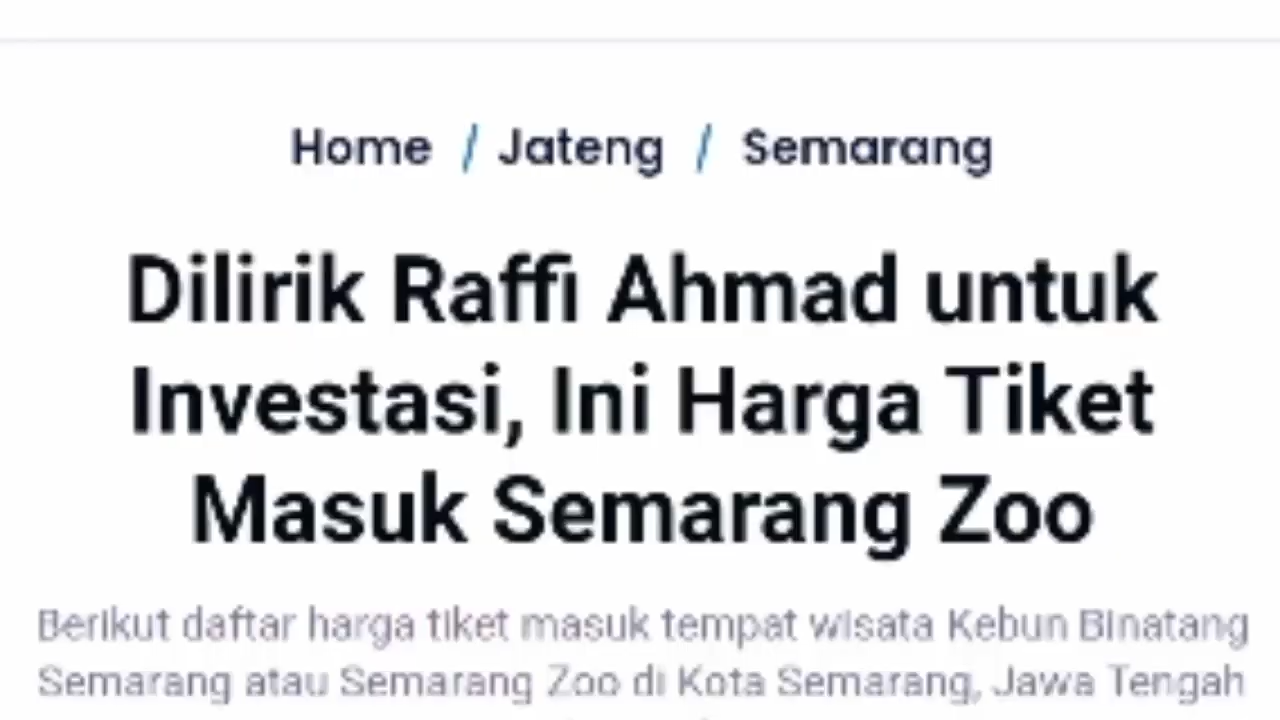 Home / Jateng / Semarang
Dilirik Raffi Ahmad untuk
Investasi, Ini Harga Tiket
Masuk Semarang Zoo
Berikut daftar harga tiket masuk tempat wisata Kebun Binatang
Semarang atau Semarang Zoo di Kota Semarang, Jawa Tengah